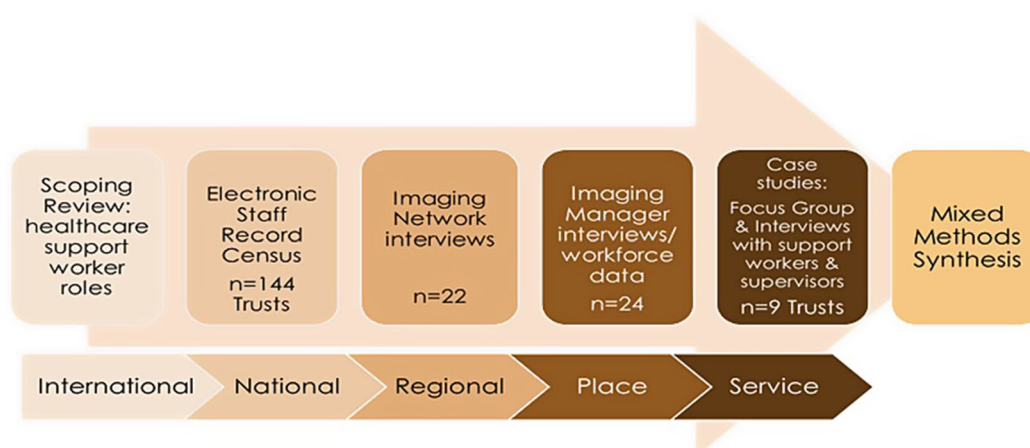 Scoping
Review:
healthcare
support
worker
roles
Electronic
Staff
Record
Census
n=144
Trusts
Imaging
Network
interviews
n=22
Imaging
Manager
interviews/
workforce
data
n=24
Case
studies:
Focus Group
& Interviews
with support
workers &
supervisors
n=9 Trusts
Mixed
Methods
Synthesis
International
National
Regional
Place
Service